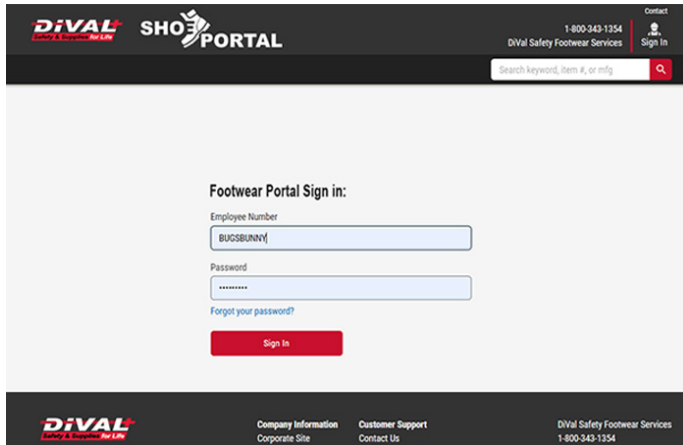 Contact
DiVAL
Safety & Supplies for Life
SHOE PORTAL
1-800-343-1354
DiVal Safety Footwear Services
Sign In
Search keyword, item #, or mfg
Footwear Portal Sign in:
Employee Number
BUGSBUNNY
Password
•••••••••
Forgot your password?
Sign In
DiVAL
Safety & Supplies for Life
Company Information
Corporate Site
Customer Support
Contact Us
DiVal Safety Footwear Services
1-800-343-1354